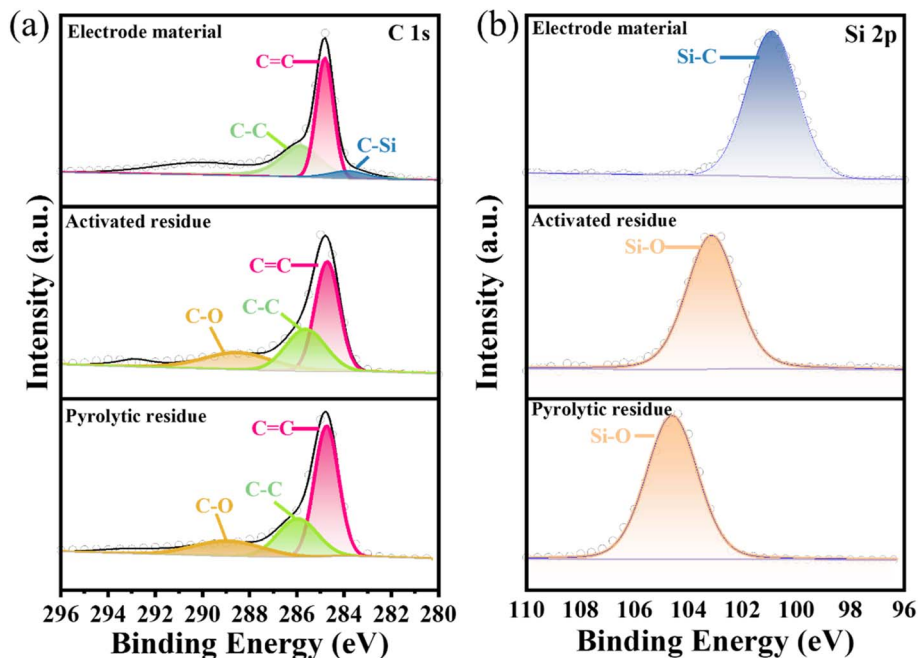 (a)
Electrode material
C 1s
C=C
C-C
C-Si
Activated residue
C=C
C-C
C-O
Pyrolytic residue
C=C
C-C
C-O
Intensity (a.u.)
296 294 292 290 288 286 284 282 280
Binding Energy (eV)
(b)
Electrode material
Si 2p
Si-C
Activated residue
Si-O
Pyrolytic residue
Si-O
Intensity (a.u.)
110 108 106 104 102 100 98 96
Binding Energy (eV)